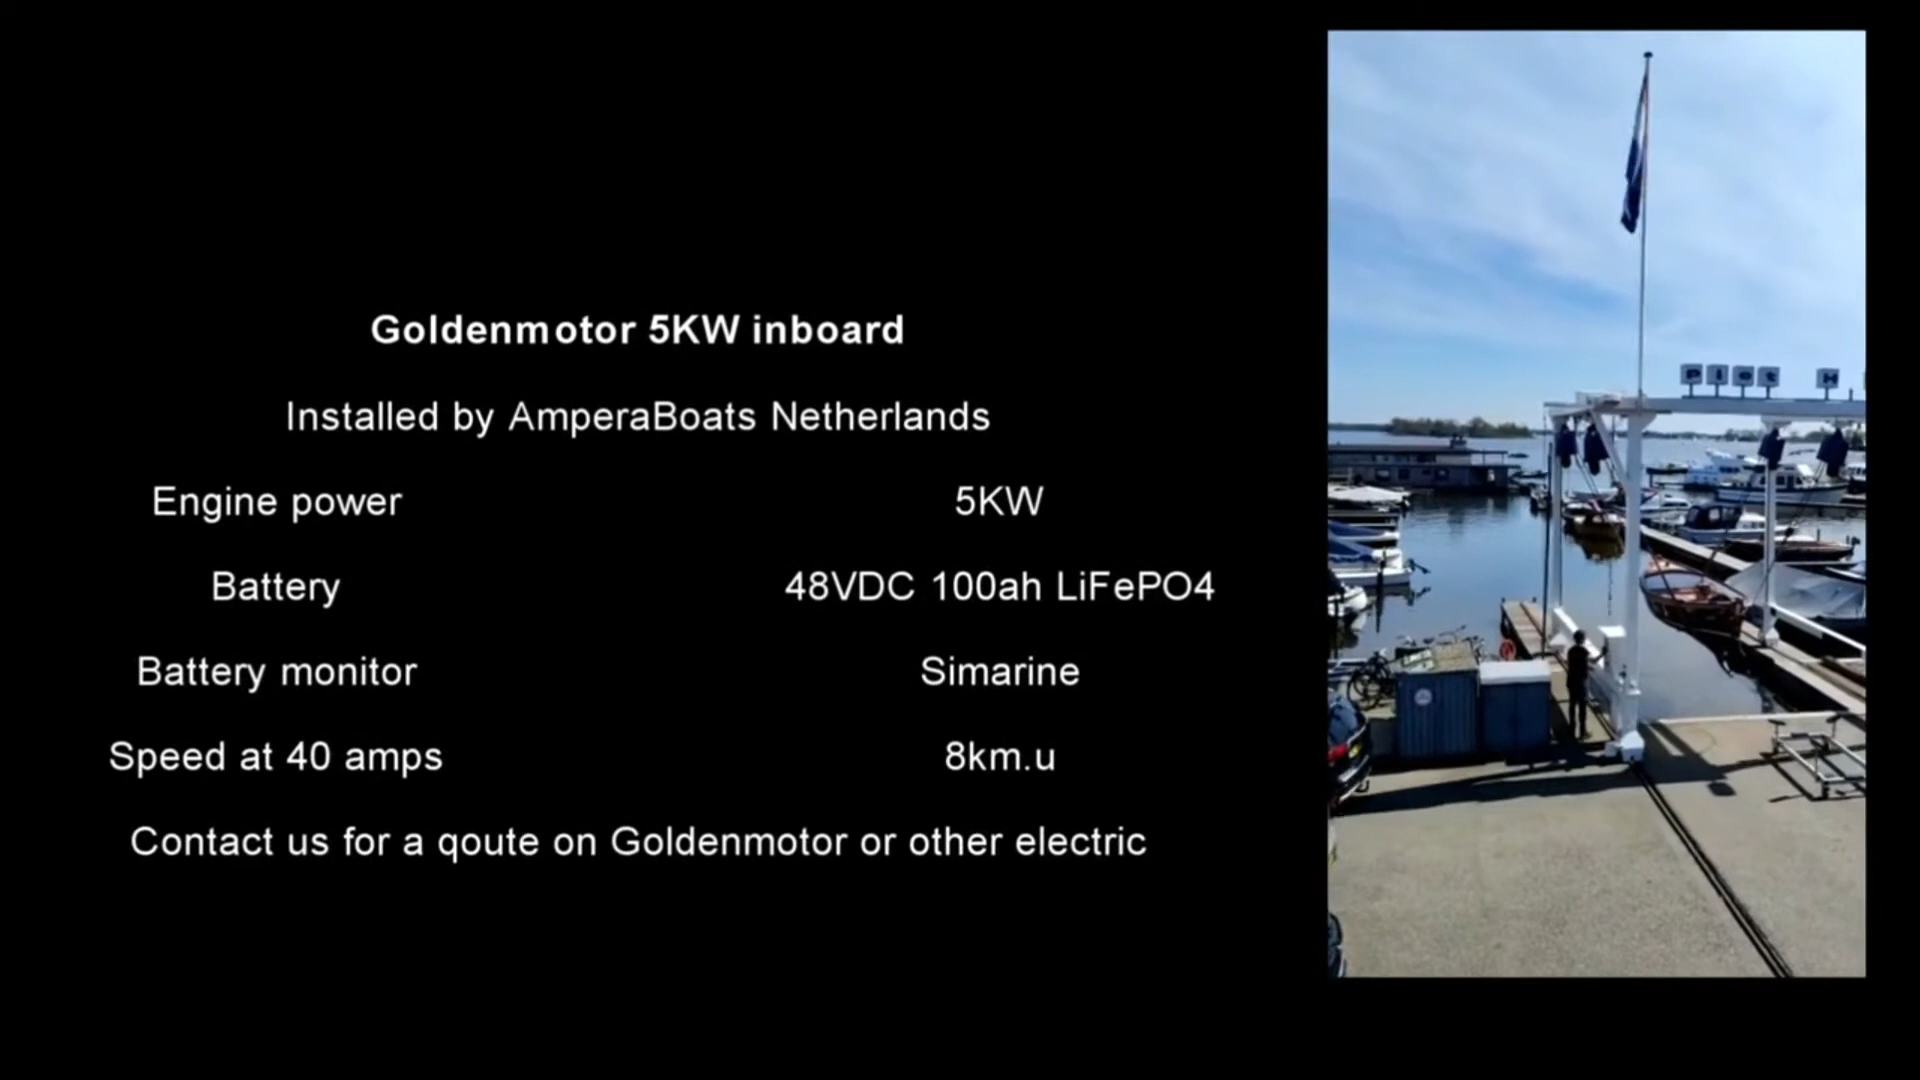 Goldenmotor 5KW inboard
Installed by AmperaBoats Netherlands
Engine power 5KW
Battery 48VDC 100ah LiFePO4
Battery monitor Simarine
Speed at 40 amps 8km.u
Contact us for a qoute on Goldenmotor or other electric
Piet H